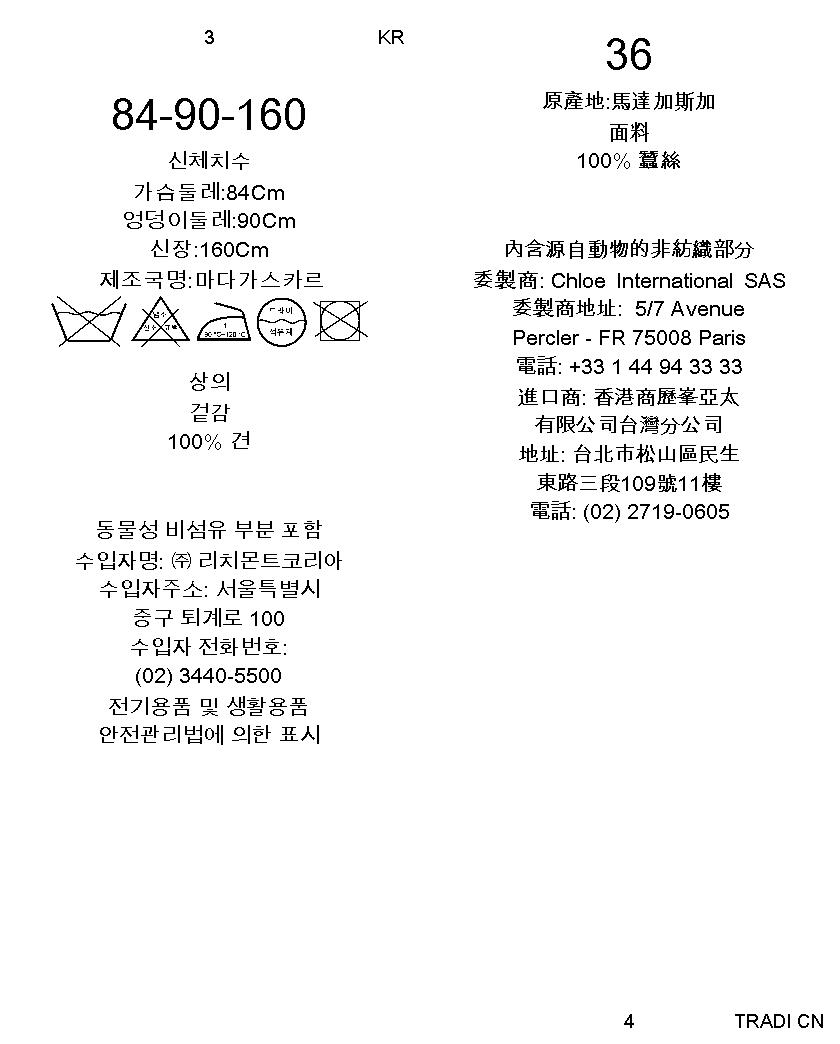 3 KR
84-90-160
신체치수
가슴둘레:84Cm
엉덩이둘레:90Cm
신장:160Cm
제조국명:마다가스카르
염소 산소 표백
1 90 ℃~120 ℃
드라이 석유제
상의
겉감
100% 견
동물성 비섬유 부분 포함
수입자명: ㈜ 리치몬트코리아
수입자주소: 서울특별시
중구 퇴계로 100
수입자 전화번호:
(02) 3440-5500
전기용품 및 생활용품
안전관리법에 의한 표시
36
原產地:馬達加斯加
面料
100% 蠶絲
內含源自動物的非紡織部分
委製商: Chloe International SAS
委製商地址: 5/7 Avenue
Percler - FR 75008 Paris
電話: +33 1 44 94 33 33
進口商: 香港商歷峯亞太
有限公司台灣分公司
地址: 台北市松山區民生
東路三段109號11樓
電話: (02) 2719-0605
4 TRADI CN